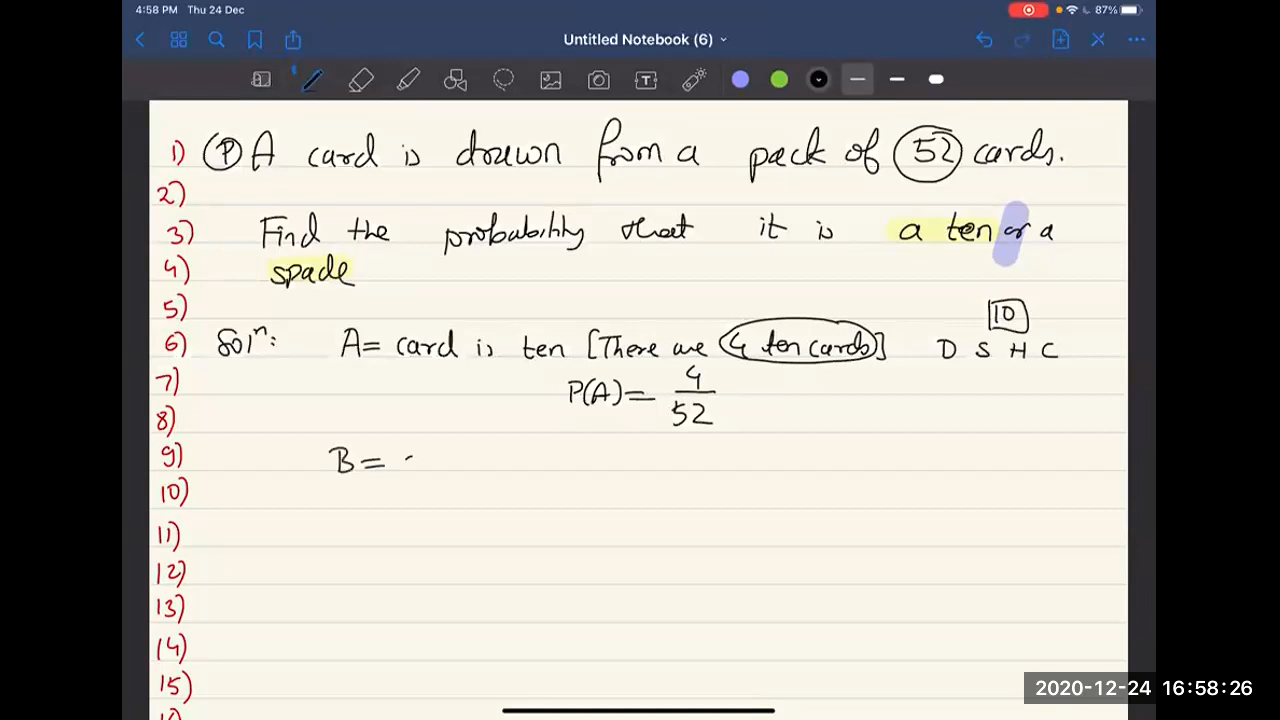 4:58 PM Thu 24 Dec
87%
Untitled Notebook (6)
T
1) (P) A card is drawn from a pack of 52 cards.
2)
3) Find the probability that it is a ten or a
4) spade
5)
10
6) Solⁿ: A = card is ten [There are 4 ten cards] D S H C
7) P(A) = 4/52
8)
9) B =
10)
11)
12)
13)
14)
15)
2020-12-24 16:58:26